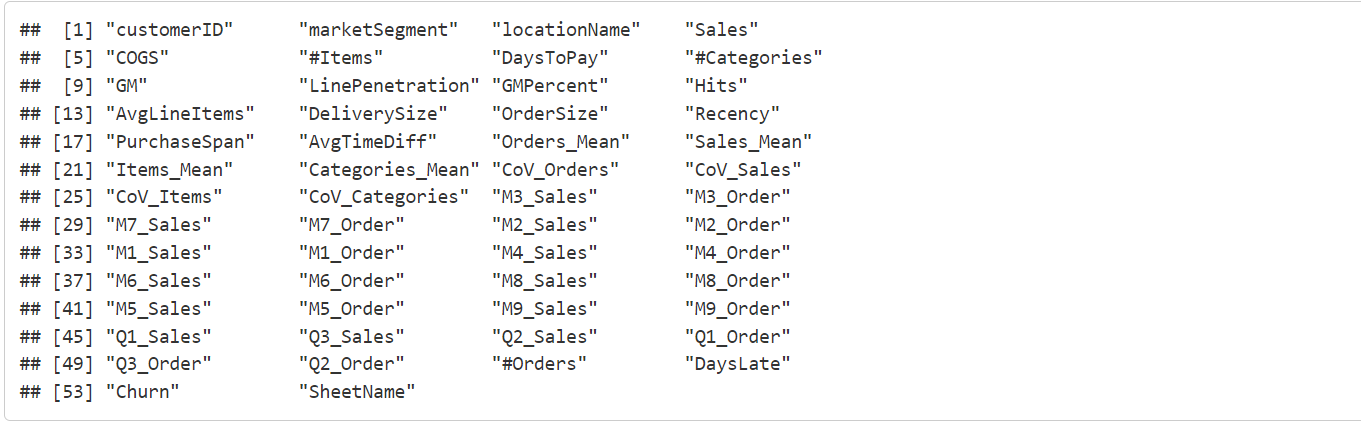 ##  [1] "customerID"      "marketSegment"   "locationName"    "Sales"
##  [5] "COGS"            "#Items"          "DaysToPay"       "#Categories"
##  [9] "GM"              "LinePenetration" "GMPercent"       "Hits"
## [13] "AvgLineItems"    "DeliverySize"    "OrderSize"       "Recency"
## [17] "PurchaseSpan"    "AvgTimeDiff"     "Orders_Mean"     "Sales_Mean"
## [21] "Items_Mean"      "Categories_Mean" "CoV_Orders"      "CoV_Sales"
## [25] "CoV_Items"       "CoV_Categories"  "M3_Sales"        "M3_Order"
## [29] "M7_Sales"        "M7_Order"        "M2_Sales"        "M2_Order"
## [33] "M1_Sales"        "M1_Order"        "M4_Sales"        "M4_Order"
## [37] "M6_Sales"        "M6_Order"        "M8_Sales"        "M8_Order"
## [41] "M5_Sales"        "M5_Order"        "M9_Sales"        "M9_Order"
## [45] "Q1_Sales"        "Q3_Sales"        "Q2_Sales"        "Q1_Order"
## [49] "Q3_Order"        "Q2_Order"        "#Orders"         "DaysLate"
## [53] "Churn"           "SheetName"